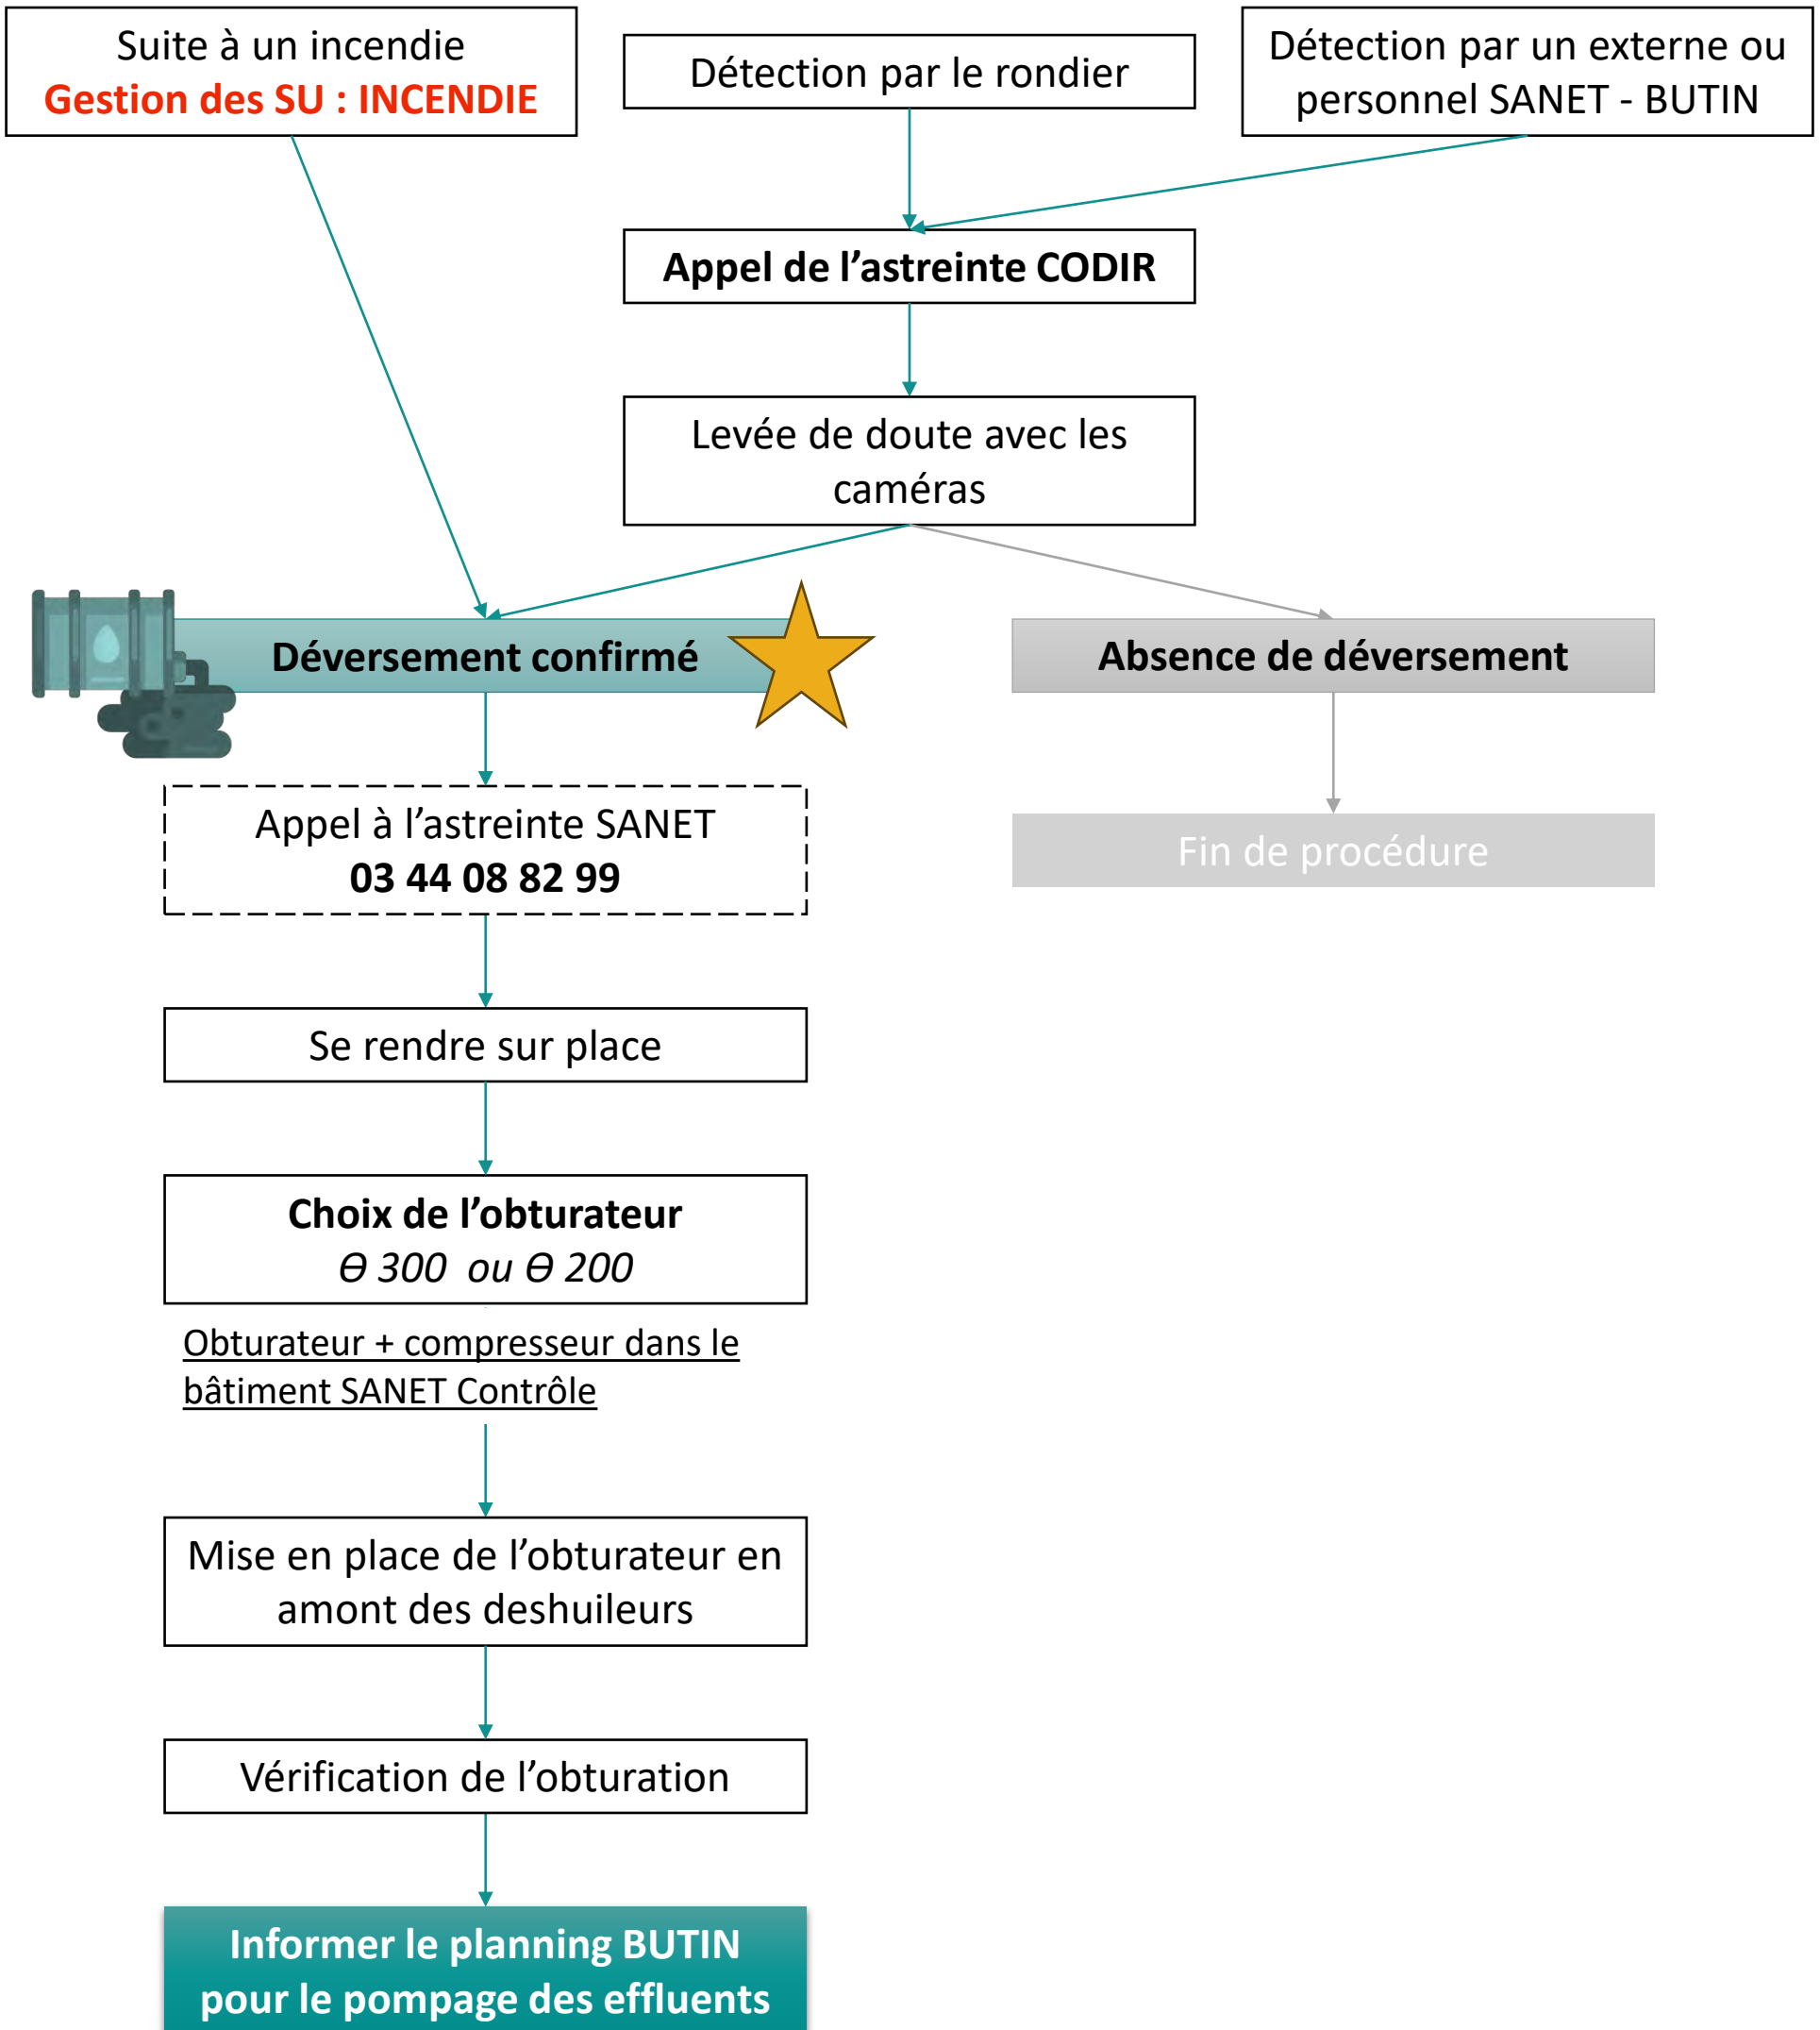 Suite à un incendie
Gestion des SU : INCENDIE
Détection par le rondier
Détection par un externe ou
personnel SANET - BUTIN
Appel de l’astreinte CODIR
Levée de doute avec les
caméras
Déversement confirmé
Absence de déversement
Appel à l’astreinte SANET
03 44 08 82 99
Fin de procédure
Se rendre sur place
Choix de l’obturateur
ϴ 300 ou ϴ 200
Obturateur + compresseur dans le
bâtiment SANET Contrôle
Mise en place de l’obturateur en
amont des deshuileurs
Vérification de l’obturation
Informer le planning BUTIN
pour le pompage des effluents